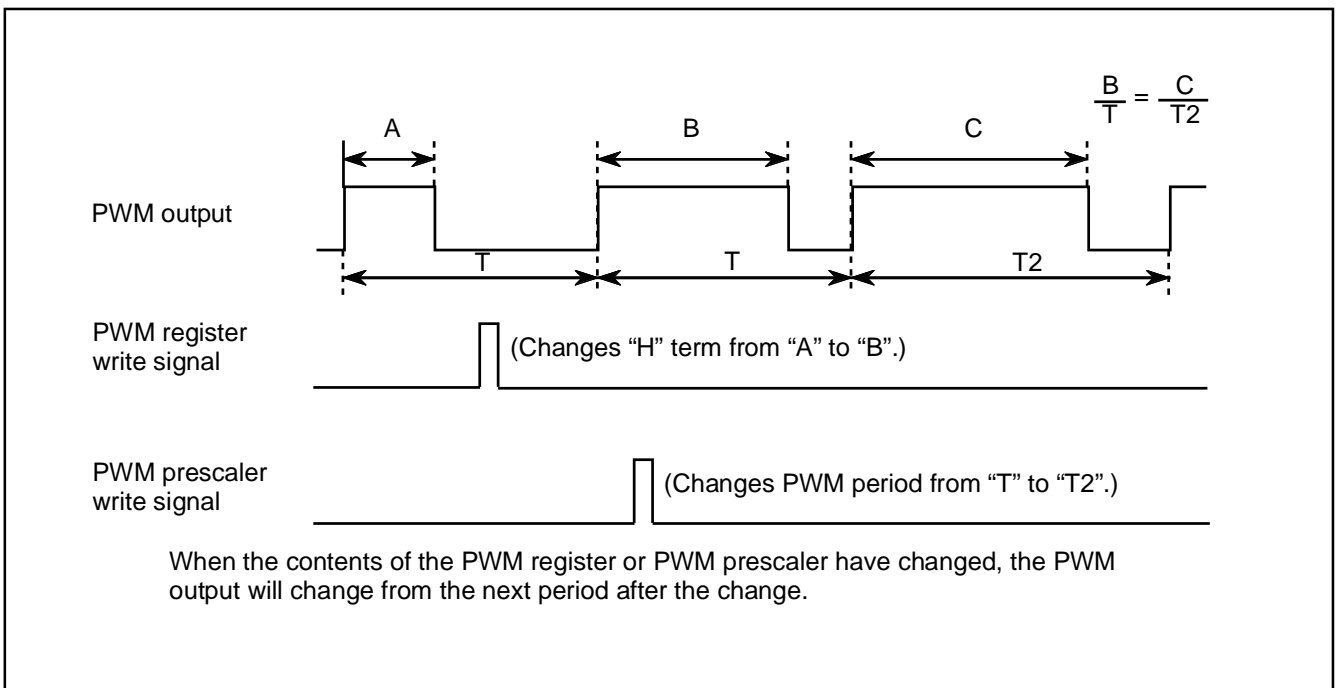 B
T
=
C
T2
A
B
C
PWM output
T
T
T2
PWM register
write signal
(Changes “H” term from “A” to “B”.)
PWM prescaler
write signal
(Changes PWM period from “T” to “T2”.)
When the contents of the PWM register or PWM prescaler have changed, the PWM
output will change from the next period after the change.